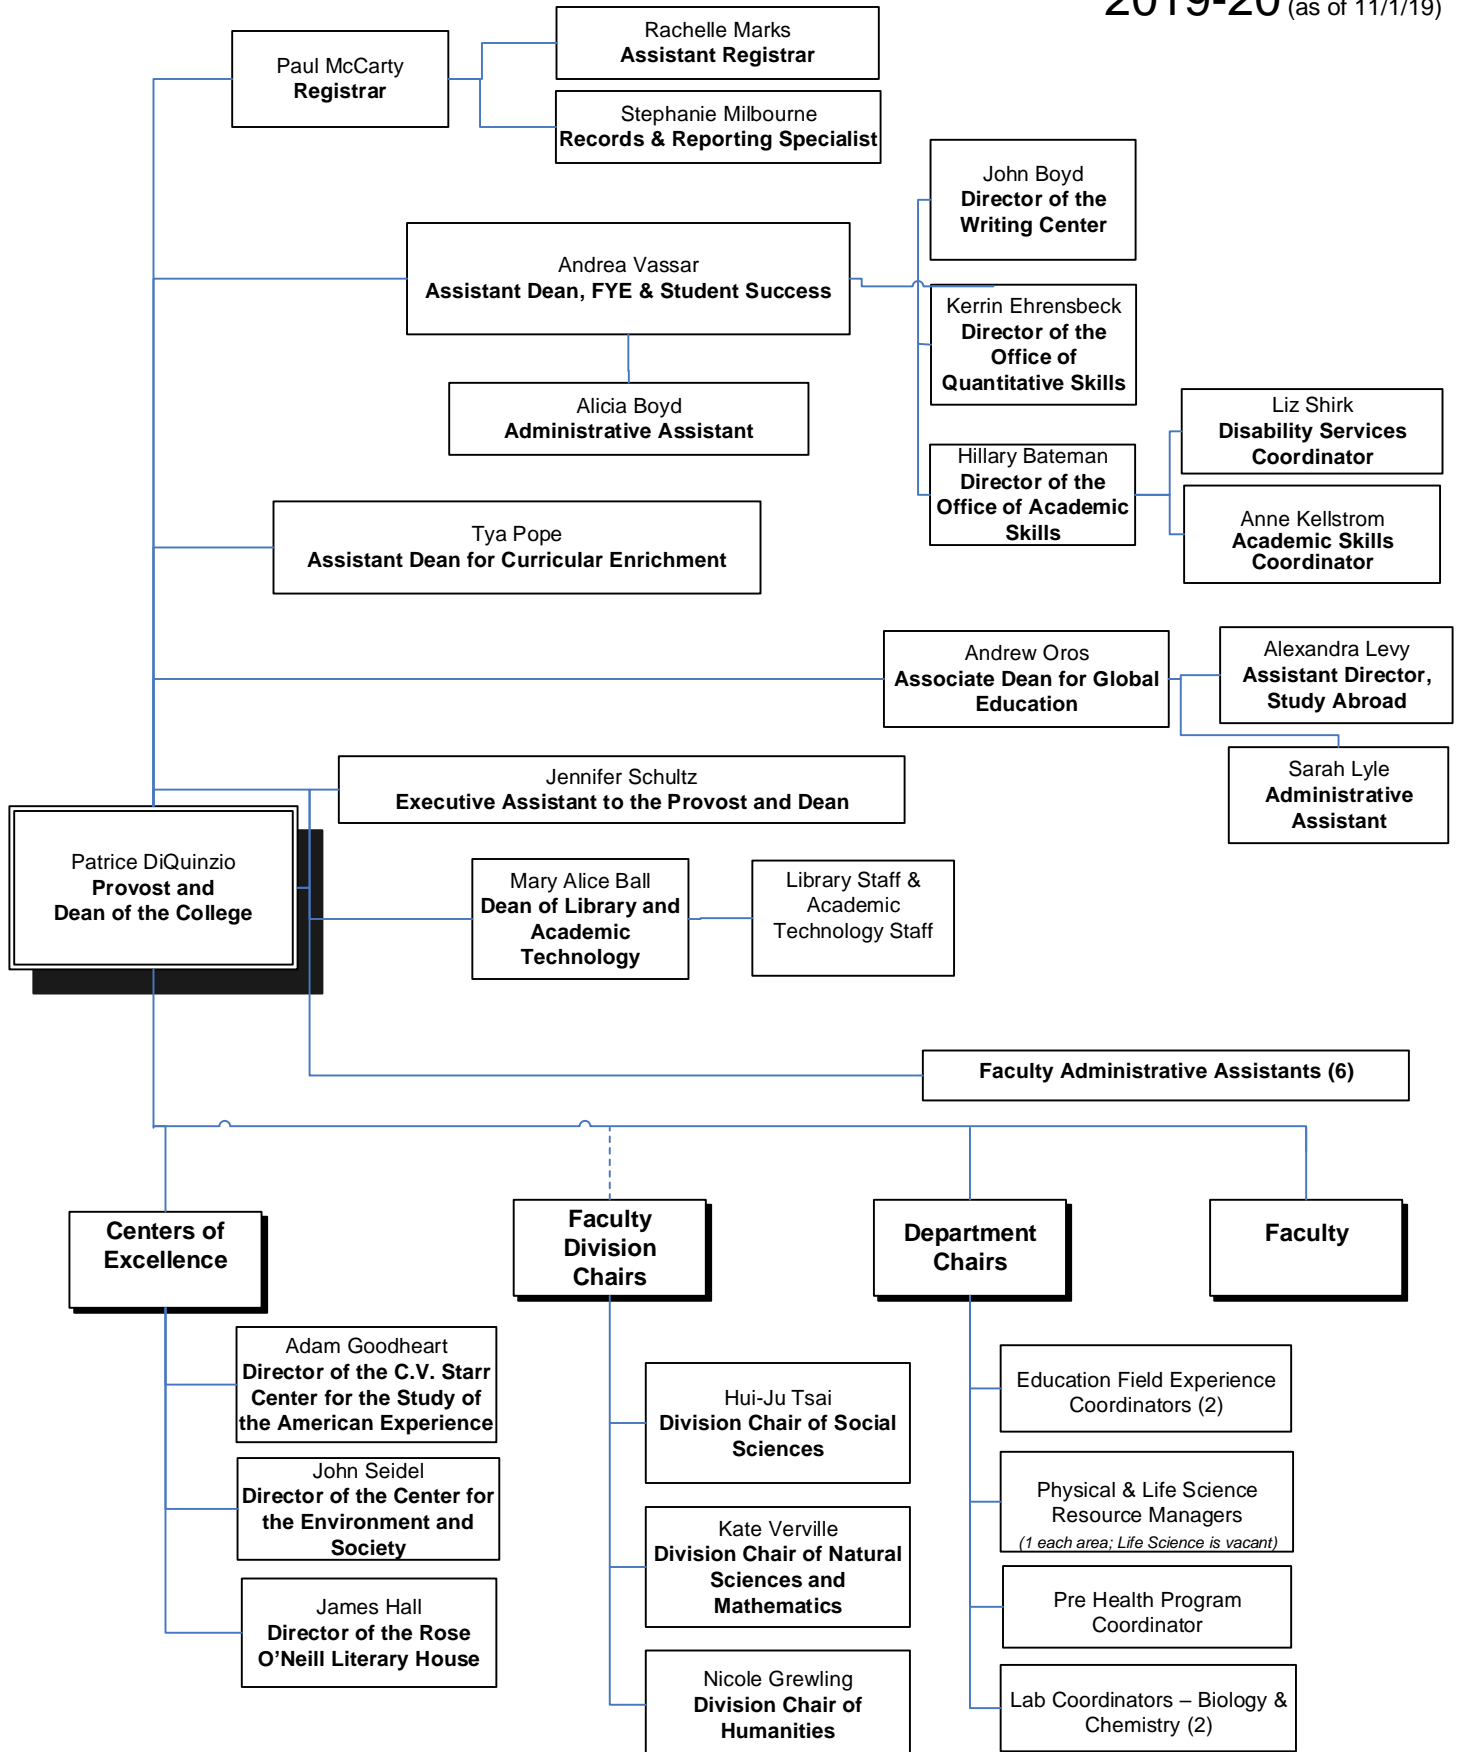 2019-20 (as of 11/1/19)
Paul McCarty
Registrar
Rachelle Marks
Assistant Registrar
Stephanie Milbourne
Records & Reporting Specialist
John Boyd
Director of the
Writing Center
Andrea Vassar
Assistant Dean, FYE & Student Success
Kerrin Ehrensbeck
Director of the
Office of
Quantitative Skills
Alicia Boyd
Administrative Assistant
Hillary Bateman
Director of the
Office of Academic
Skills
Liz Shirk
Disability Services
Coordinator
Anne Kellstrom
Academic Skills
Coordinator
Tya Pope
Assistant Dean for Curricular Enrichment
Andrew Oros
Associate Dean for Global
Education
Alexandra Levy
Assistant Director,
Study Abroad
Sarah Lyle
Administrative
Assistant
Jennifer Schultz
Executive Assistant to the Provost and Dean
Patrice DiQuinzio
Provost and
Dean of the College
Mary Alice Ball
Dean of Library and
Academic
Technology
Library Staff &
Academic
Technology Staff
Faculty Administrative Assistants (6)
Centers of
Excellence
Faculty
Division
Chairs
Department
Chairs
Faculty
Adam Goodheart
Director of the C.V. Starr
Center for the Study of
the American Experience
John Seidel
Director of the Center for
the Environment and
Society
James Hall
Director of the Rose
O’Neill Literary House
Hui-Ju Tsai
Division Chair of Social
Sciences
Kate Verville
Division Chair of Natural
Sciences and
Mathematics
Nicole Grewling
Division Chair of
Humanities
Education Field Experience
Coordinators (2)
Physical & Life Science
Resource Managers
(1 each area; Life Science is vacant)
Pre Health Program
Coordinator
Lab Coordinators – Biology &
Chemistry (2)